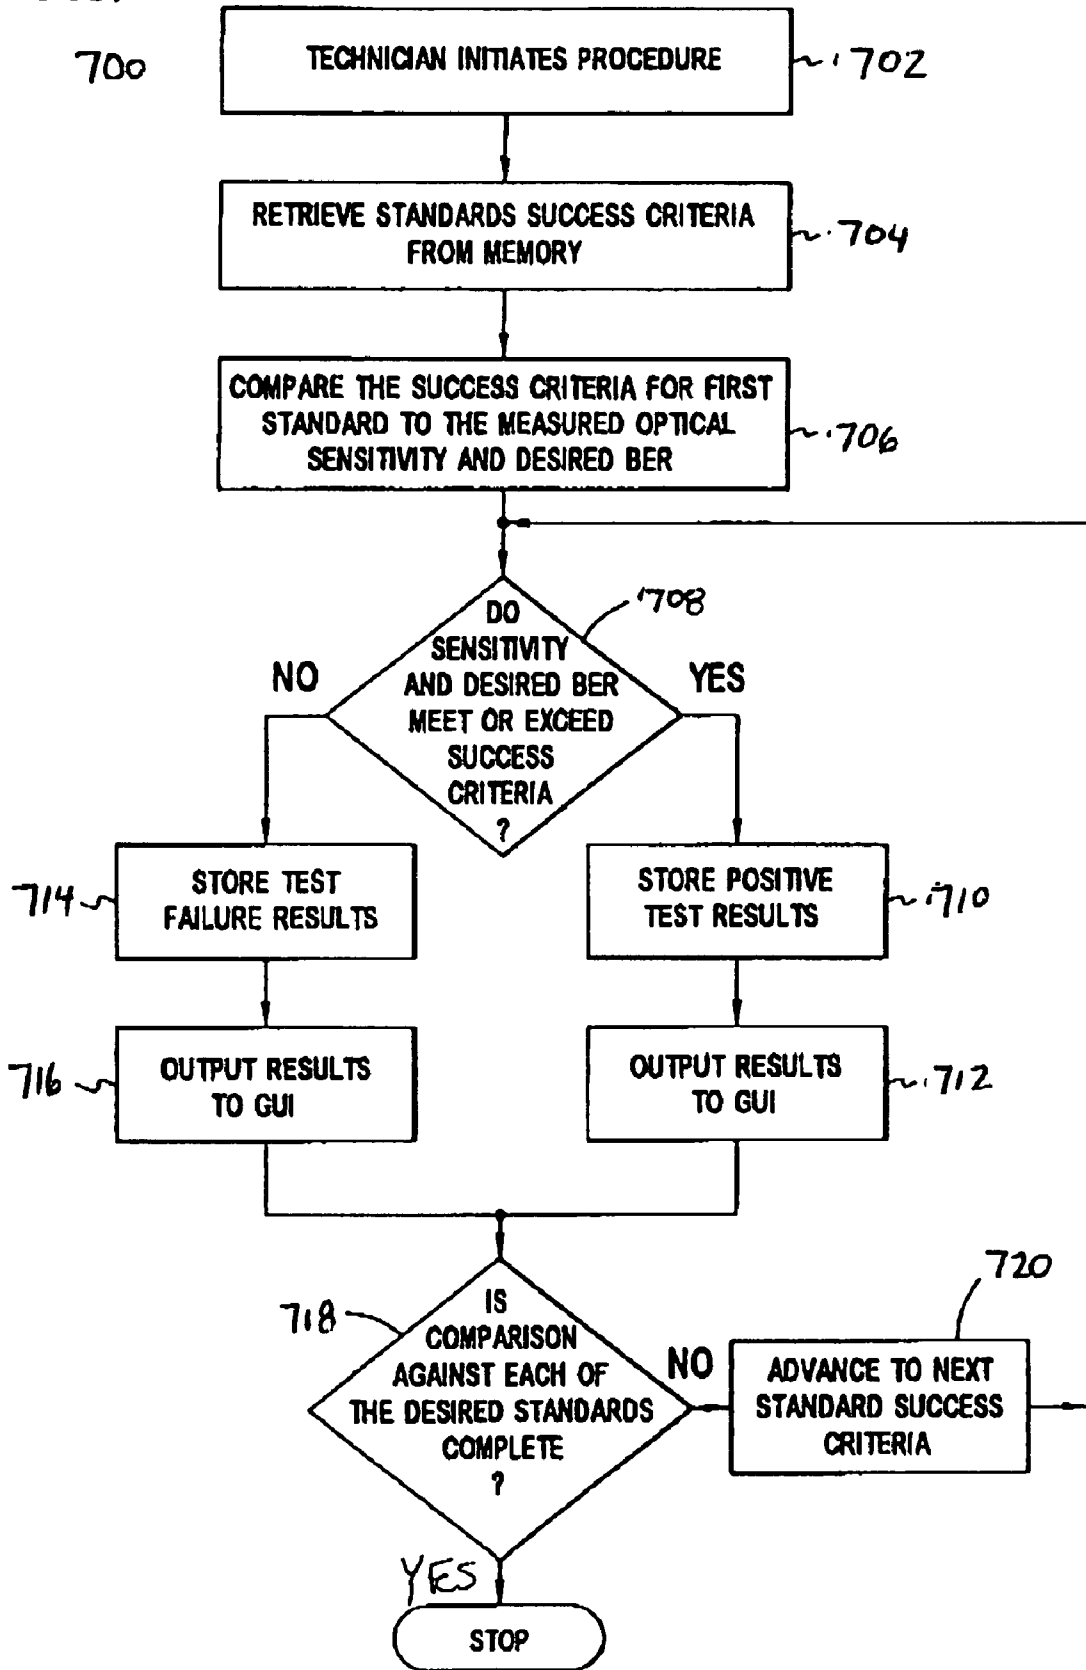 700
TECHNICIAN INITIATES PROCEDURE
702
RETRIEVE STANDARDS SUCCESS CRITERIA
FROM MEMORY
704
COMPARE THE SUCCESS CRITERIA FOR FIRST
STANDARD TO THE MEASURED OPTICAL
SENSITIVITY AND DESIRED BER
706
DO
SENSITIVITY
AND DESIRED BER
MEET OR EXCEED
SUCCESS
CRITERIA
?
708
NO
YES
714
STORE TEST
FAILURE RESULTS
STORE POSITIVE
TEST RESULTS
710
716
OUTPUT RESULTS
TO GUI
OUTPUT RESULTS
TO GUI
712
718
IS
COMPARISON
AGAINST EACH OF
THE DESIRED STANDARDS
COMPLETE
?
NO
720
ADVANCE TO NEXT
STANDARD SUCCESS
CRITERIA
YES
STOP